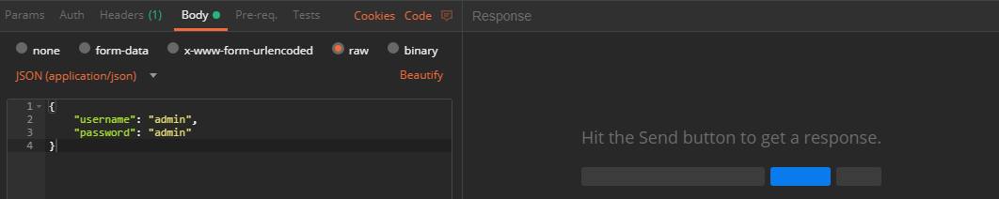 Params Auth Headers (1) Body Pre-req. Tests Cookies Code
Response
none form-data x-www-form-urlencoded raw binary
JSON (application/json) Beautify
1 {
2 "username": "admin",
3 "password": "admin"
4 }
Hit the Send button to get a response.